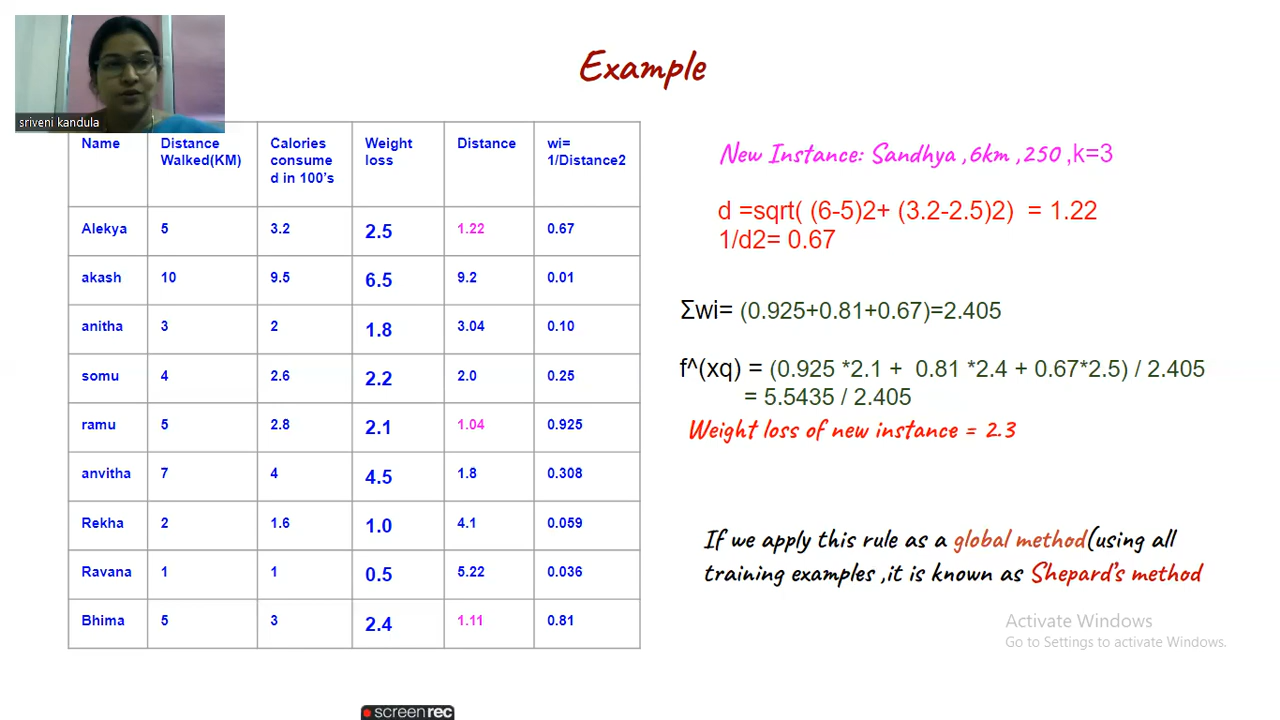 Example
sriveni kandula
Name Distance Walked(KM) Calories consume d in 100's Weight loss Distance wi= 1/Distance2
Alekya 5 3.2 2.5 1.22 0.67
akash 10 9.5 6.5 9.2 0.01
anitha 3 2 1.8 3.04 0.10
somu 4 2.6 2.2 2.0 0.25
ramu 5 2.8 2.1 1.04 0.925
anvitha 7 4 4.5 1.8 0.308
Rekha 2 1.6 1.0 4.1 0.059
Ravana 1 1 0.5 5.22 0.036
Bhima 5 3 2.4 1.11 0.81
New Instance: Sandhya ,6km ,250 ,k=3
d =sqrt( (6-5)2+ (3.2-2.5)2) = 1.22
1/d2= 0.67
Σwi= (0.925+0.81+0.67)=2.405
f^(xq) = (0.925 *2.1 + 0.81 *2.4 + 0.67*2.5) / 2.405
= 5.5435 / 2.405
Weight loss of new instance = 2.3
If we apply this rule as a global method(using all
training examples ,it is known as Shepard's method
Activate Windows
Go to Settings to activate Windows.
screenrec